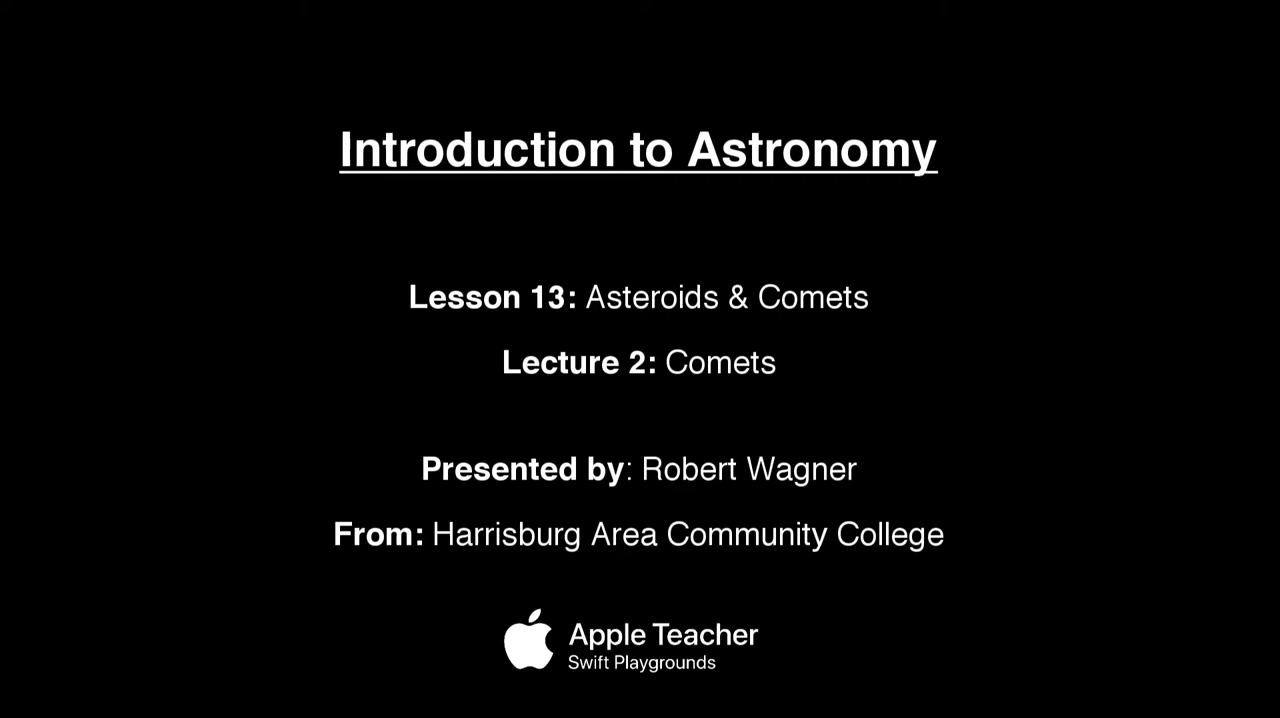 Introduction to Astronomy
Lesson 13: Asteroids & Comets
Lecture 2: Comets
Presented by: Robert Wagner
From: Harrisburg Area Community College
Apple Teacher
Swift Playgrounds